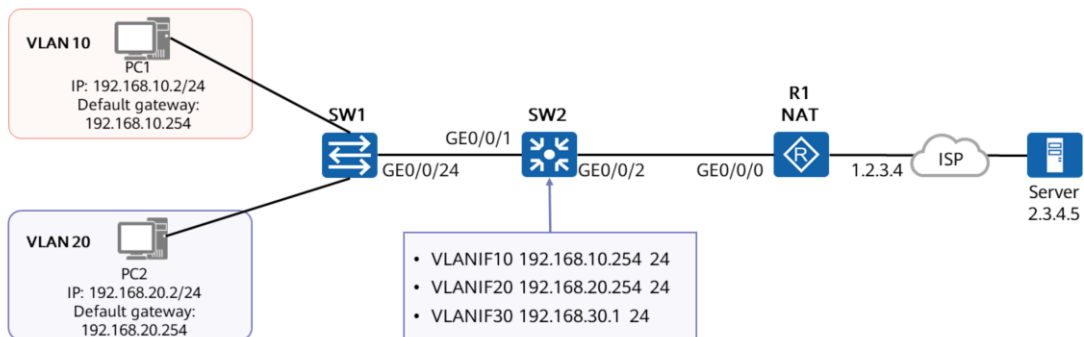 VLAN 10
PC1
IP: 192.168.10.2/24
Default gateway:
192.168.10.254
VLAN 20
PC2
IP: 192.168.20.2/24
Default gateway:
192.168.20.254
SW1
GE0/0/24
GE0/0/1
SW2
GE0/0/2
• VLANIF10 192.168.10.254 24
• VLANIF20 192.168.20.254 24
• VLANIF30 192.168.30.1 24
GE0/0/0
R1
NAT
R
1.2.3.4
ISP
Server
2.3.4.5